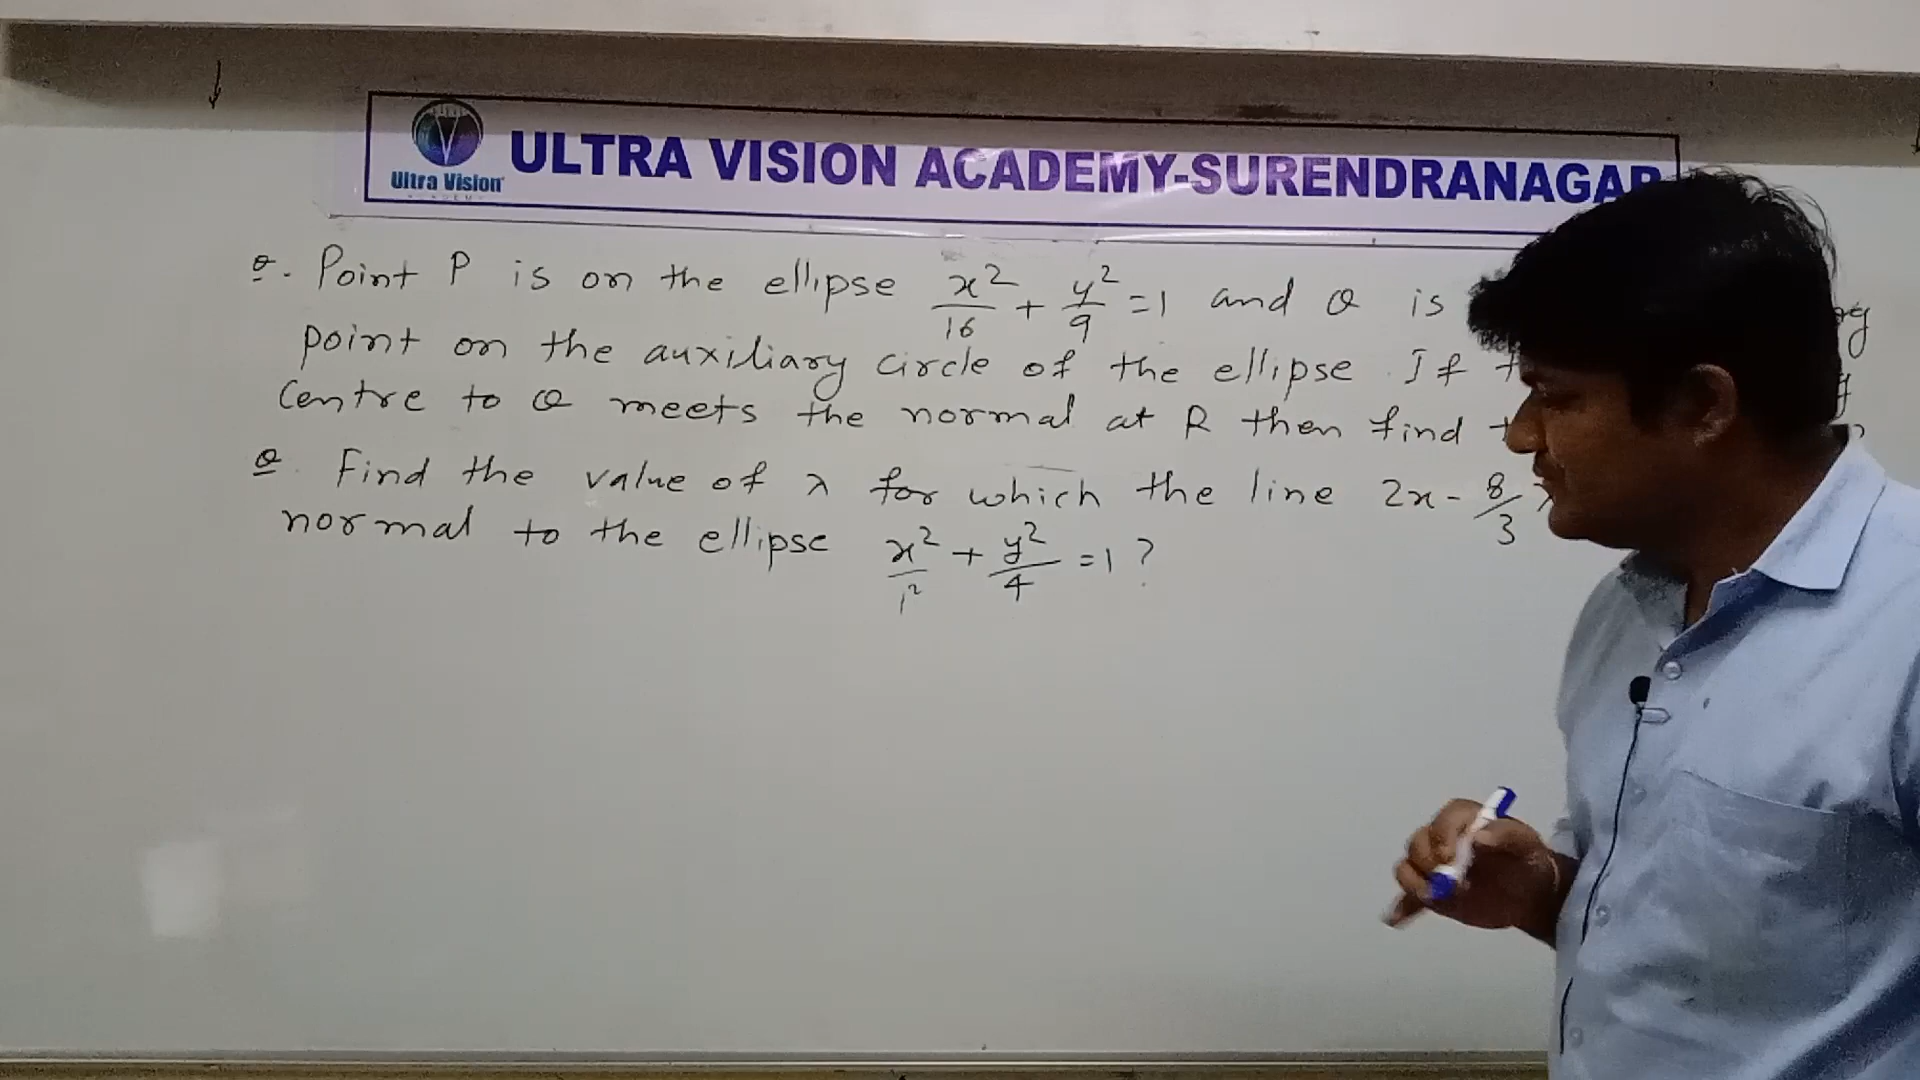 Ultra Vision
ACADEMY
ULTRA VISION ACADEMY-SURENDRANAGAR
Q. Point P is on the ellipse x²/16 + y²/9 = 1 and Q is
point on the auxiliary circle of the ellipse. If
Centre to Q meets the normal at R then find
Q. Find the value of λ for which the line 2x - 8/3
normal to the ellipse x²/1² + y²/4 = 1 ?